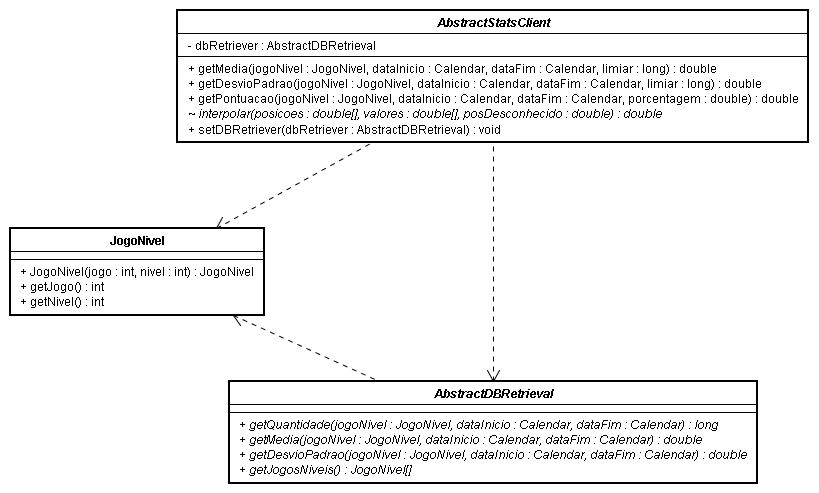 AbstractStatsClient
- dbRetriever : AbstractDBRetrieval
+ getMedia(jogoNivel : JogoNivel, dataInicio : Calendar, dataFim : Calendar, limiar : long) : double
+ getDesvioPadrao(jogoNivel : JogoNivel, dataInicio : Calendar, dataFim : Calendar, limiar : long) : double
+ getPontuacao(jogoNivel : JogoNivel, dataInicio : Calendar, dataFim : Calendar, porcentagem : double) : double
~ interpolar(posicoes : double[], valores : double[], posDesconhecido : double) : double
+ setDBRetriever(dbRetriever : AbstractDBRetrieval) : void
JogoNivel
+ JogoNivel(jogo : int, nivel : int) : JogoNivel
+ getJogo() : int
+ getNivel() : int
AbstractDBRetrieval
+ getQuantidade(jogoNivel : JogoNivel, dataInicio : Calendar, dataFim : Calendar) : long
+ getMedia(jogoNivel : JogoNivel, dataInicio : Calendar, dataFim : Calendar) : double
+ getDesvioPadrao(jogoNivel : JogoNivel, dataInicio : Calendar, dataFim : Calendar) : double
+ getJogosNiveis() : JogoNivel[]